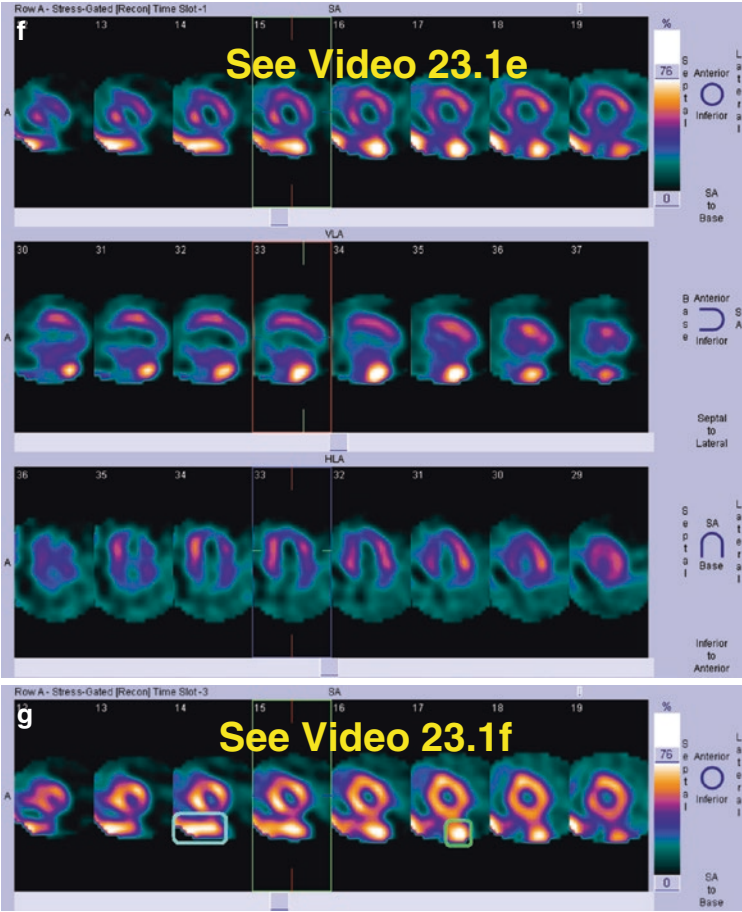 Row A - Stress-Gated [Recon] Time Slot-1 SA
f
12 13 14 15 16 17 18 19
See Video 23.1e
A
%
76
0
Septal
Anterior
Inferior
Lateral
SA
to
Base
VLA
30 31 32 33 34 35 36 37
A
Base
Anterior
Inferior
SA
Septal
to
Lateral
HLA
36 35 34 33 32 31 30 29
A
Septal
SA
Base
Lateral
Inferior
to
Anterior
Row A - Stress-Gated [Recon] Time Slot-3 SA
g
12 13 14 15 16 17 18 19
See Video 23.1f
A
%
76
0
Septal
Anterior
Inferior
Lateral
SA
to
Base